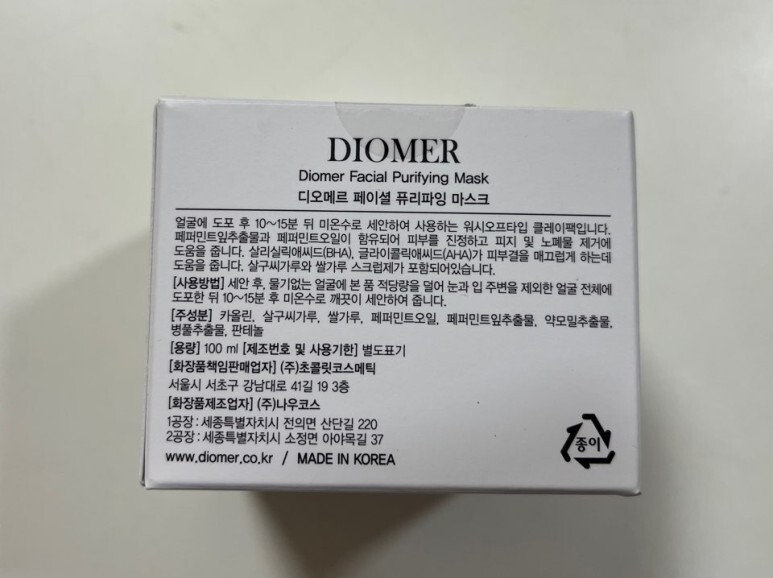 DIOMER
Diomer Facial Purifying Mask
디오메르 페이셜 퓨리파잉 마스크
얼굴에 도포 후 10~15분 뒤 미온수로 세안하여 사용하는 워시오프타입 클레이팩입니다.
페퍼민트잎추출물과 페퍼민트오일이 함유되어 피부를 진정하고 피지 및 노폐물 제거에
도움을 줍니다. 살리실릭애씨드(BHA), 글라이콜릭애씨드(AHA)가 피부결을 매끄럽게 하는데
도움을 줍니다. 살구씨가루와 쌀가루 스크럽제가 포함되어있습니다.
[사용방법] 세안 후, 물기없는 얼굴에 본 품 적당량을 덜어 눈과 입 주변을 제외한 얼굴 전체에
도포한 뒤 10~15분 후 미온수로 깨끗이 세안하여 줍니다.
[주성분] 카올린, 살구씨가루, 쌀가루, 페퍼민트오일, 페퍼민트잎추출물, 약모밀추출물,
병풀추출물, 판테놀
[용량] 100 ml [제조번호 및 사용기한] 별도표기
[화장품책임판매업자] (주)초콜릿코스메틱
서울시 서초구 강남대로 41길 19 3층
[화장품제조업자] (주)나우코스
1공장 : 세종특별자치시 전의면 산단길 220
2공장 : 세종특별자치시 소정면 아야목길 37
www.diomer.co.kr / MADE IN KOREA
종이